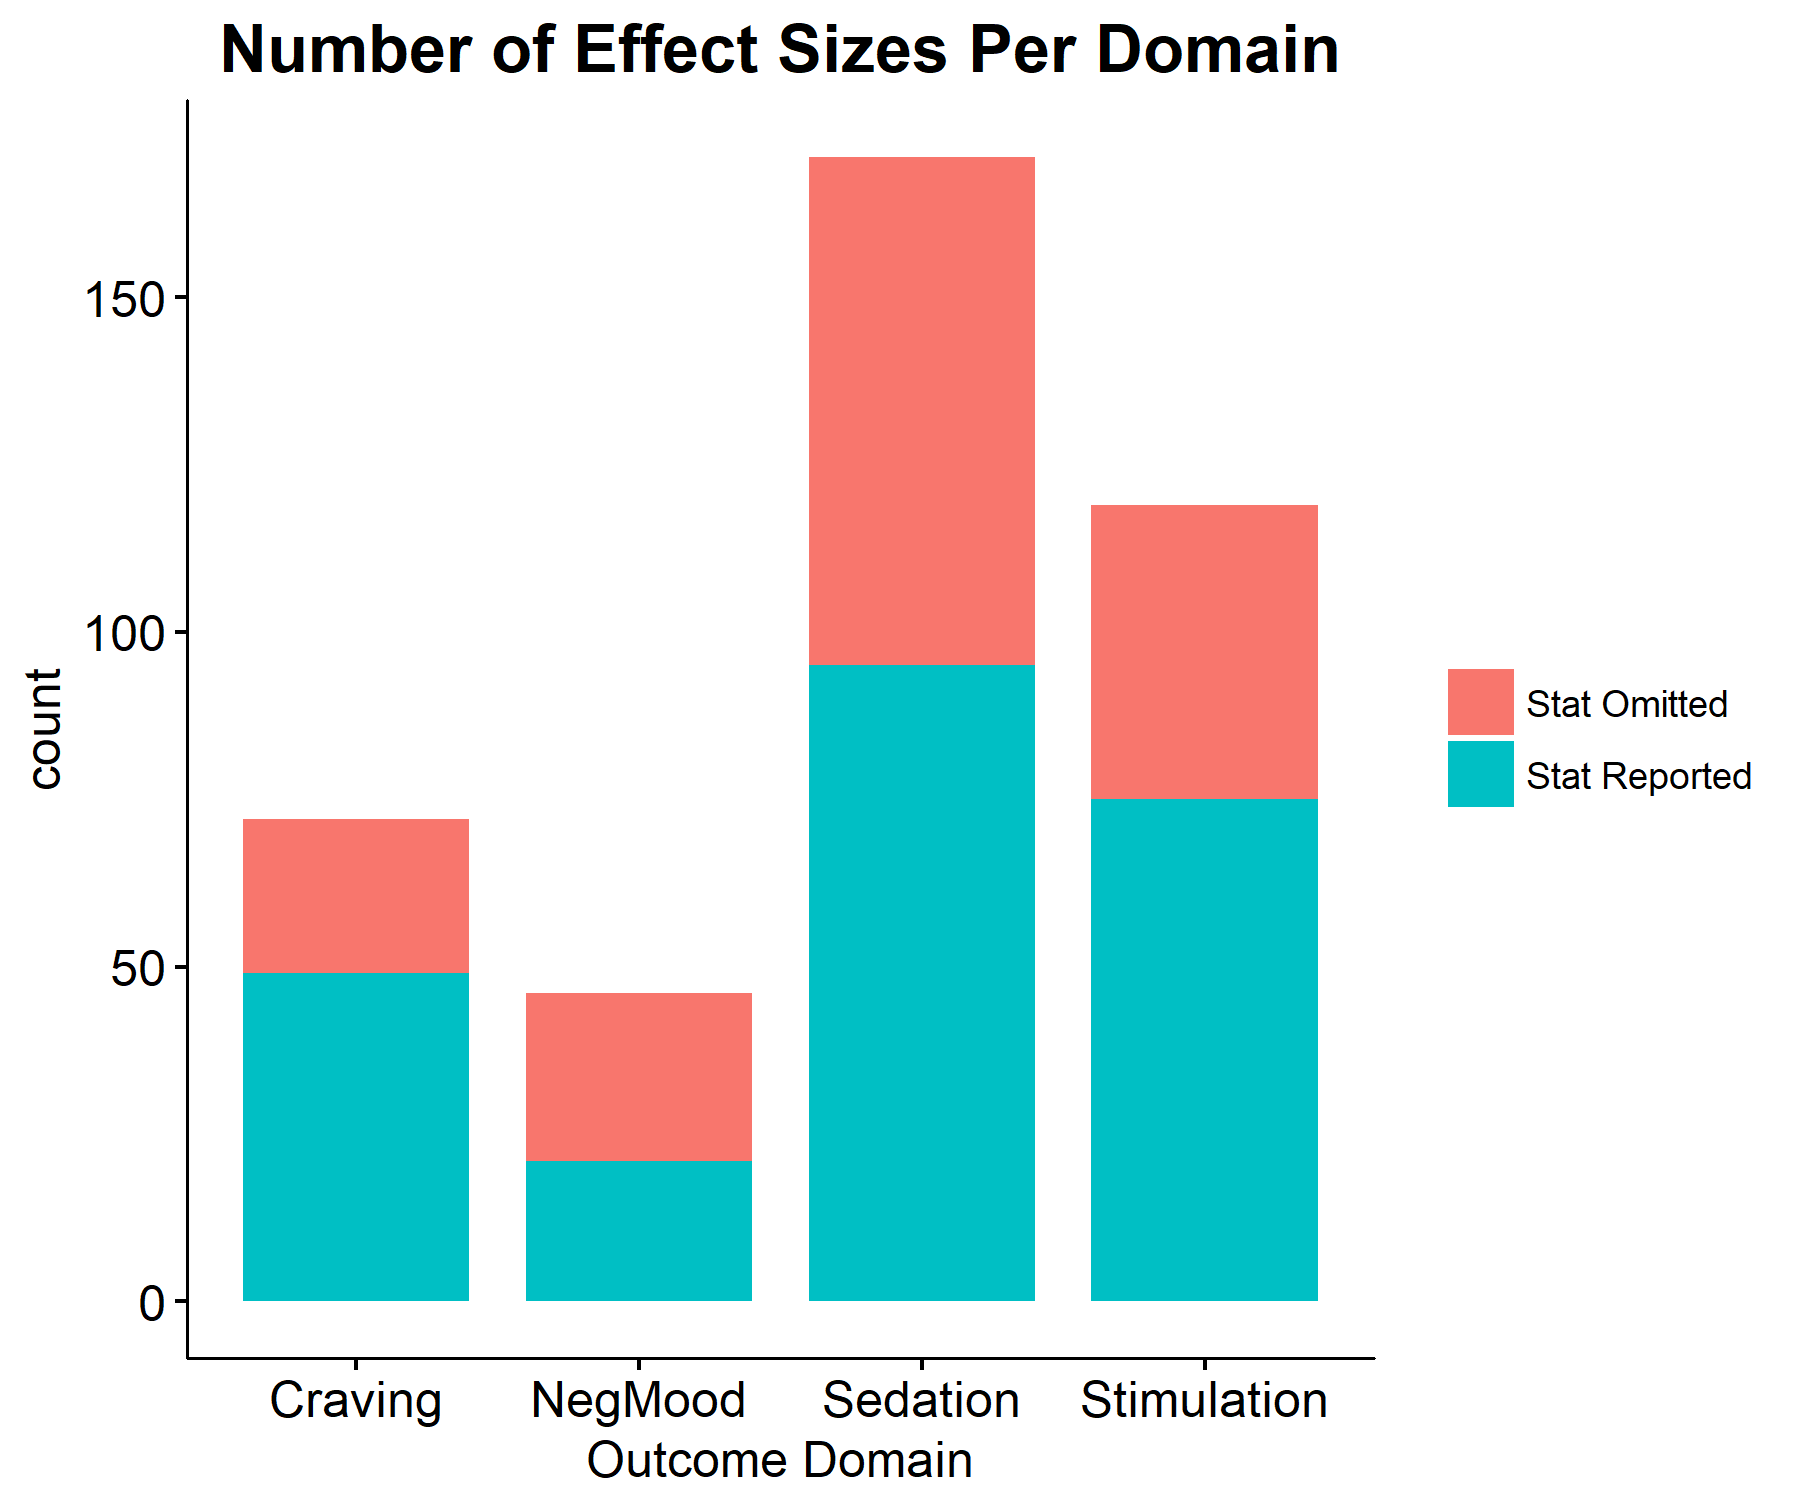 Number of Effect Sizes Per Domain
150
100
50
0
count
Craving NegMood Sedation Stimulation
Outcome Domain
Stat Omitted
Stat Reported